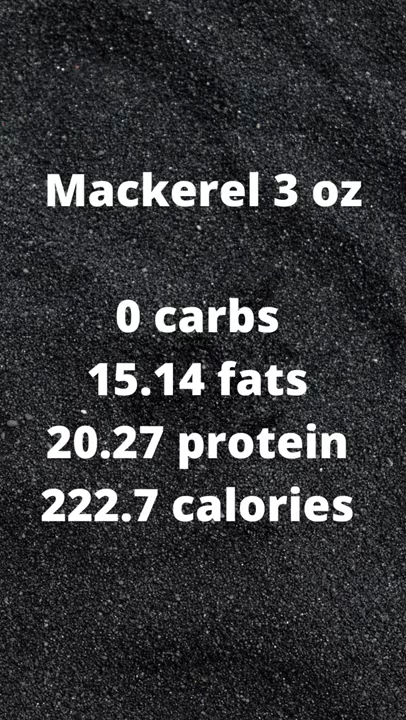 Mackerel 3 oz
0 carbs
15.14 fats
20.27 protein
222.7 calories